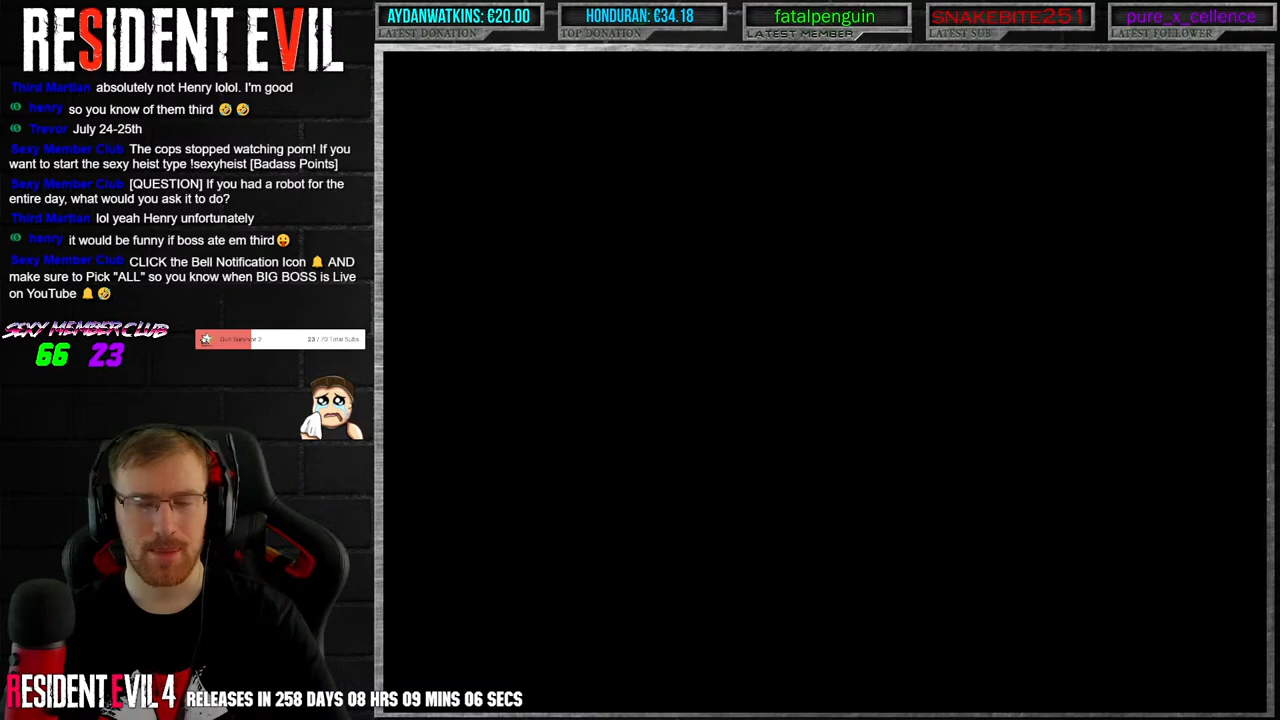 RESIDENT EVIL
AYDANWATKINS: €20.00
LATEST DONATION
HONDURAN: €34.18
TOP DONATION
fatalpenguin
LATEST MEMBER
SNAKEBITE251
LATEST SUB
pure_x_cellence
LATEST FOLLOWER
Third Martian absolutely not Henry lolol. I'm good
henry so you know of them third 🤣 🤣
Trevor July 24-25th
Sexy Member Club The cops stopped watching porn! If you
want to start the sexy heist type !sexyheist [Badass Points]
Sexy Member Club [QUESTION] If you had a robot for the
entire day, what would you ask it to do?
Third Martian lol yeah Henry unfortunately
henry it would be funny if boss ate em third😛
Sexy Member Club CLICK the Bell Notification Icon 🔔 AND
make sure to Pick "ALL" so you know when BIG BOSS is Live
on YouTube 🔔 🤣
SEXY MEMBER CLUB
66 23
Survivor 2 23 / 70 Total Subs
RESIDENT EVIL 4 RELEASES IN 258 DAYS 08 HRS 09 MINS 06 SECS